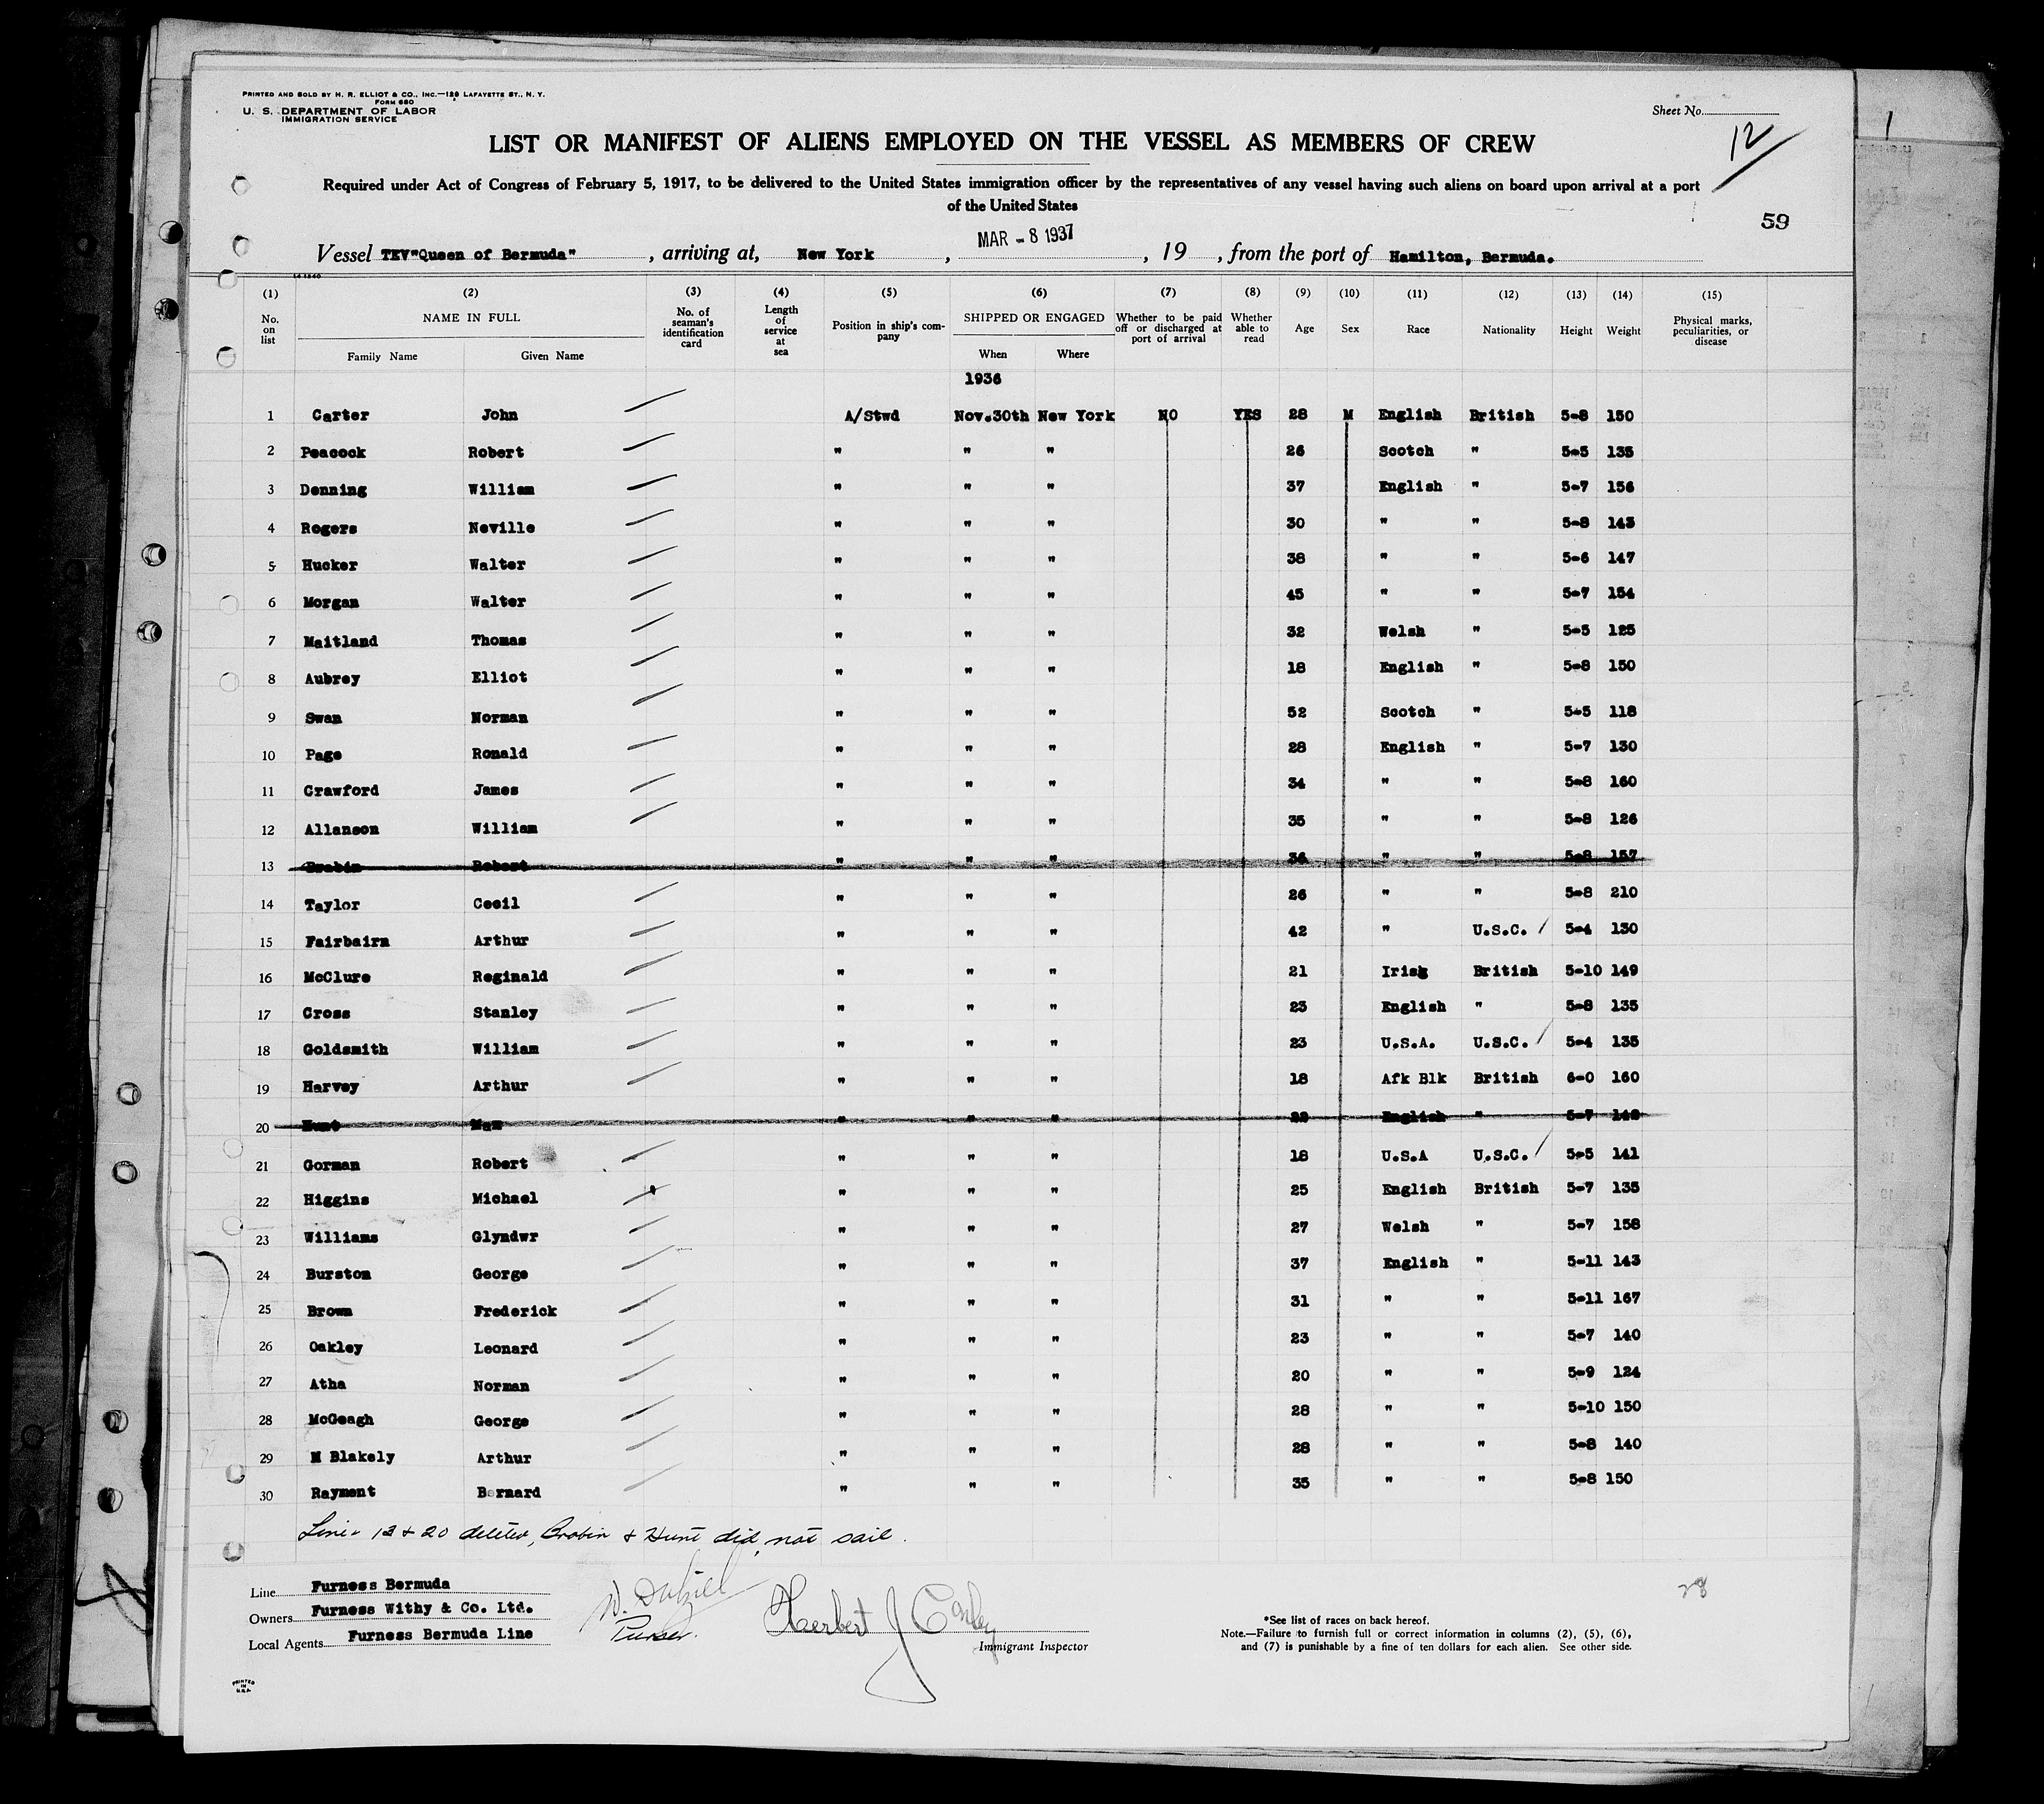 PRINTED AND SOLD BY H. R. ELLIOT & CO., INC.—128 LAFAYETTE ST., N. Y.
FORM 680
U. S. DEPARTMENT OF LABOR
IMMIGRATION SERVICE
Sheet No.
12
LIST OR MANIFEST OF ALIENS EMPLOYED ON THE VESSEL AS MEMBERS OF CREW
Required under Act of Congress of February 5, 1917, to be delivered to the United States immigration officer by the representatives of any vessel having such aliens on board upon arrival at a port
of the United States
59
MAR - 8 1937
Vessel TEV"Queen of Bermuda", arriving at, New York, , 19 , from the port of Hamilton, Bermuda.
(1) No. on list
(2) NAME IN FULL Family Name Given Name
(3) No. of seaman's identification card
(4) Length of service at sea
(5) Position in ship's company
(6) SHIPPED OR ENGAGED When Where
(7) Whether to be paid off or discharged at port of arrival
(8) Whether able to read
(9) Age
(10) Sex
(11) Race
(12) Nationality
(13) Height
(14) Weight
(15) Physical marks, peculiarities, or disease
1936
1 Carter John A/Stwd Nov.30th New York NO YES 28 M English British 5-8 150
2 Peacock Robert " " " 26 Scotch " 5-5 135
3 Denning William " " " 37 English " 5-7 156
4 Rogers Neville " " " 30 " " 5-8 143
5 Hucker Walter " " " 38 " " 5-6 147
6 Morgan Walter " " " 45 " " 5-7 154
7 Maitland Thomas " " " 32 Welsh " 5-5 125
8 Aubrey Elliot " " " 18 English " 5-8 150
9 Swan Norman " " " 52 Scotch " 5-5 118
10 Page Ronald " " " 28 English " 5-7 130
11 Crawford James " " " 34 " " 5-8 160
12 Allanson William " " " 35 " " 5-8 126
13 Brabin Robert " " " 36 " " 5-8 157
14 Taylor Cecil " " " 26 " " 5-8 210
15 Fairbairn Arthur " " " 42 " U.S.C. 5-4 130
16 McClure Reginald " " " 21 Irish British 5-10 149
17 Cross Stanley " " " 23 English " 5-8 135
18 Goldsmith William " " " 23 U.S.A. U.S.C. 5-4 135
19 Harvey Arthur " " " 18 Afk Blk British 6-0 160
20 Hunt Max " " " English " 5-7
21 Gorman Robert " " " 18 U.S.A U.S.C. 5-5 141
22 Higgins Michael " " " 25 English British 5-7 135
23 Williams Glyndwr " " " 27 Welsh " 5-7 158
24 Burston George " " " 37 English " 5-11 143
25 Brown Frederick " " " 31 " " 5-11 167
26 Oakley Leonard " " " 23 " " 5-7 140
27 Atha Norman " " " 20 " " 5-9 124
28 McGeagh George " " " 28 " " 5-10 150
29 M Blakely Arthur " " " 28 " " 5-8 140
30 Rayment Bernard " " " 35 " " 5-8 150
Lines 13 & 20 deleted, Brabin & Hunt did not sail.
Line Furness Bermuda
Owners Furness Withy & Co. Ltd.
Local Agents Furness Bermuda Line
Purser.
Herbert J Conley
Immigrant Inspector
28
*See list of races on back hereof.
Note.—Failure to furnish full or correct information in columns (2), (5), (6),
and (7) is punishable by a fine of ten dollars for each alien. See other side.
PRINTED IN U.S.A.